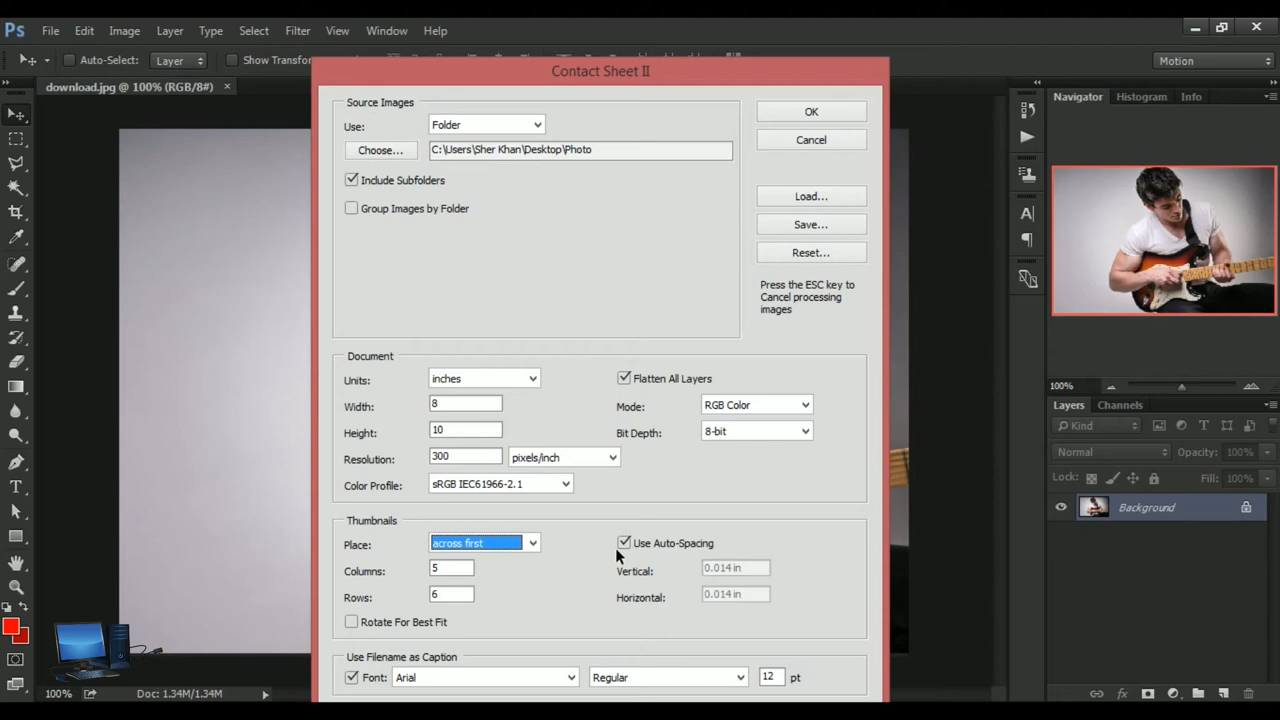 Ps File Edit Image Layer Type Select Filter View Window Help
Auto-Select: Layer Show Transfor Motion
download.jpg @ 100% (RGB/8#) ×
Contact Sheet II
Navigator Histogram Info
Source Images
Use: Folder
Choose... C:\Users\Sher Khan\Desktop\Photo
Include Subfolders
Group Images by Folder
OK
Cancel
Load...
Save...
Reset...
Press the ESC key to
Cancel processing
images
Document
Units: inches
Width: 8
Height: 10
Resolution: 300 pixels/inch
Color Profile: sRGB IEC61966-2.1
Flatten All Layers
Mode: RGB Color
Bit Depth: 8-bit
Thumbnails
Place: across first
Columns: 5
Rows: 6
Rotate For Best Fit
Use Auto-Spacing
Vertical: 0.014 in
Horizontal: 0.014 in
Use Filename as Caption
Font: Arial Regular 12 pt
100%
Layers Channels
Kind
Normal Opacity: 100%
Lock: Fill: 100%
Background
100% Doc: 1.34M/1.34M